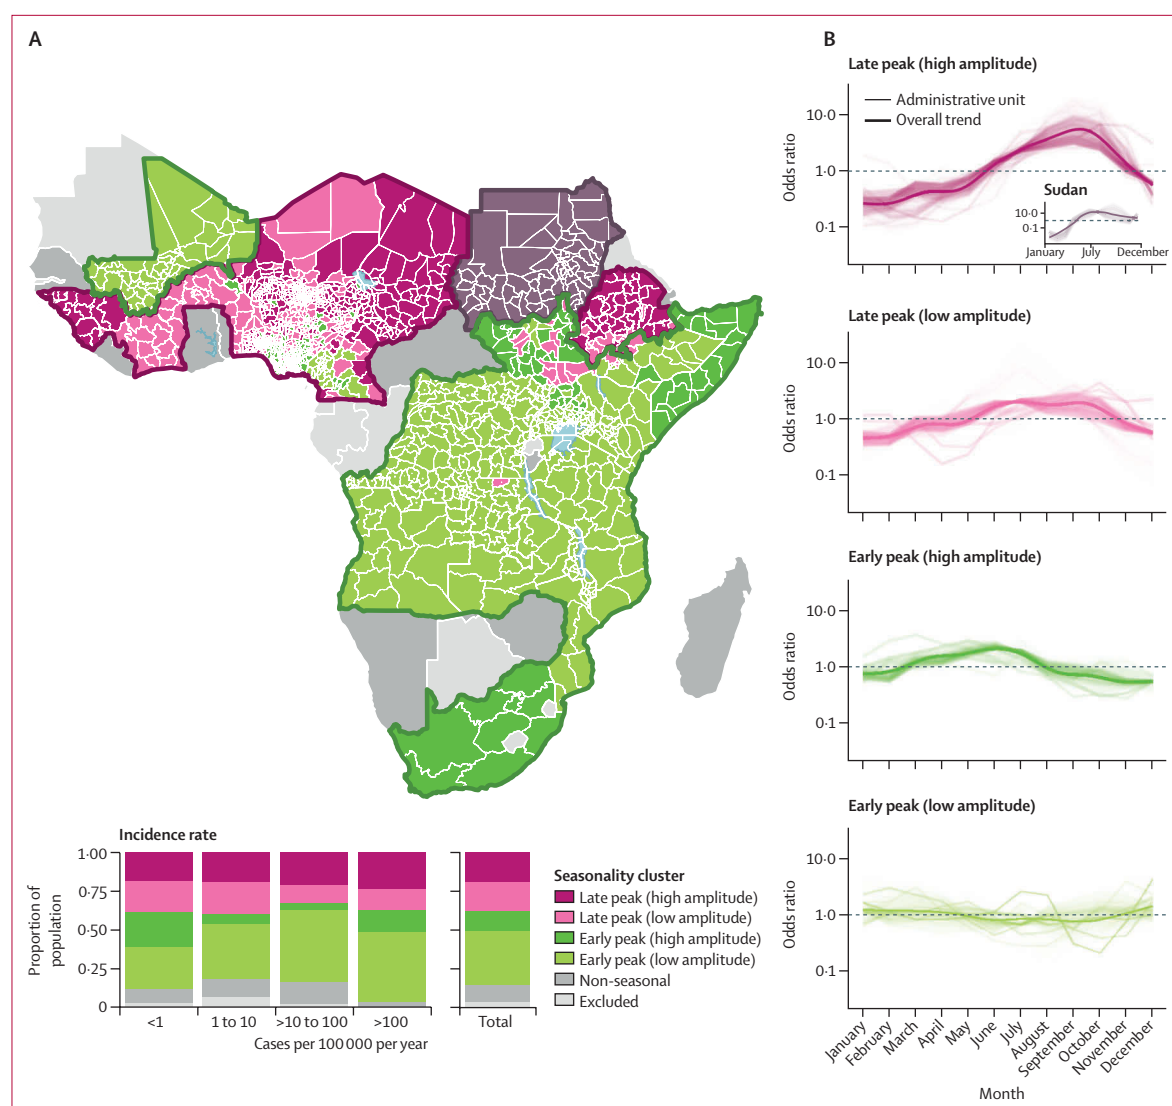 A
B
Late peak (high amplitude)
10·0
1·0
0·1
Odds ratio
Administrative unit
Overall trend
Sudan
10·0
0·1
January
July
December
Late peak (low amplitude)
10·0
1·0
0·1
Odds ratio
Early peak (high amplitude)
10·0
1·0
0·1
Odds ratio
Early peak (low amplitude)
10·0
1·0
0·1
Odds ratio
January
February
March
April
May
June
July
August
September
October
November
December
Month
Incidence rate
1·00
0·75
0·50
0·25
0
Proportion of
population
<1
1 to 10
>10 to 100
>100
Total
Cases per 100 000 per year
Seasonality cluster
Late peak (high amplitude)
Late peak (low amplitude)
Early peak (high amplitude)
Early peak (low amplitude)
Non-seasonal
Excluded